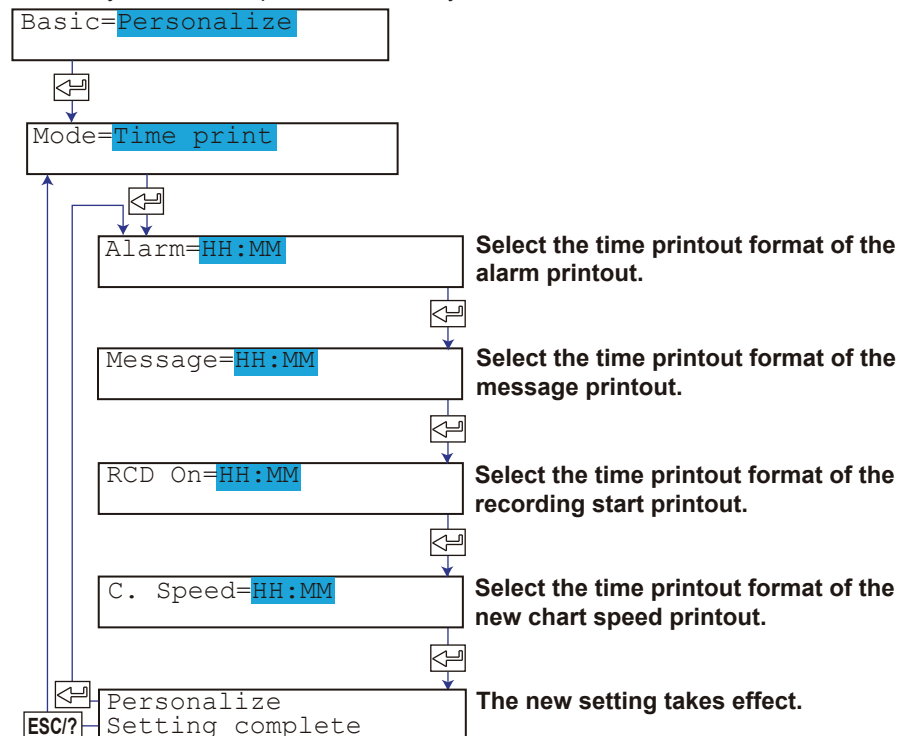 Basic=Personalize
Mode=Time print
Alarm=HH:MM
Select the time printout format of the
alarm printout.
Message=HH:MM
Select the time printout format of the
message printout.
RCD On=HH:MM
Select the time printout format of the
recording start printout.
C. Speed=HH:MM
Select the time printout format of the
new chart speed printout.
Personalize
Setting complete
The new setting takes effect.
ESC/?